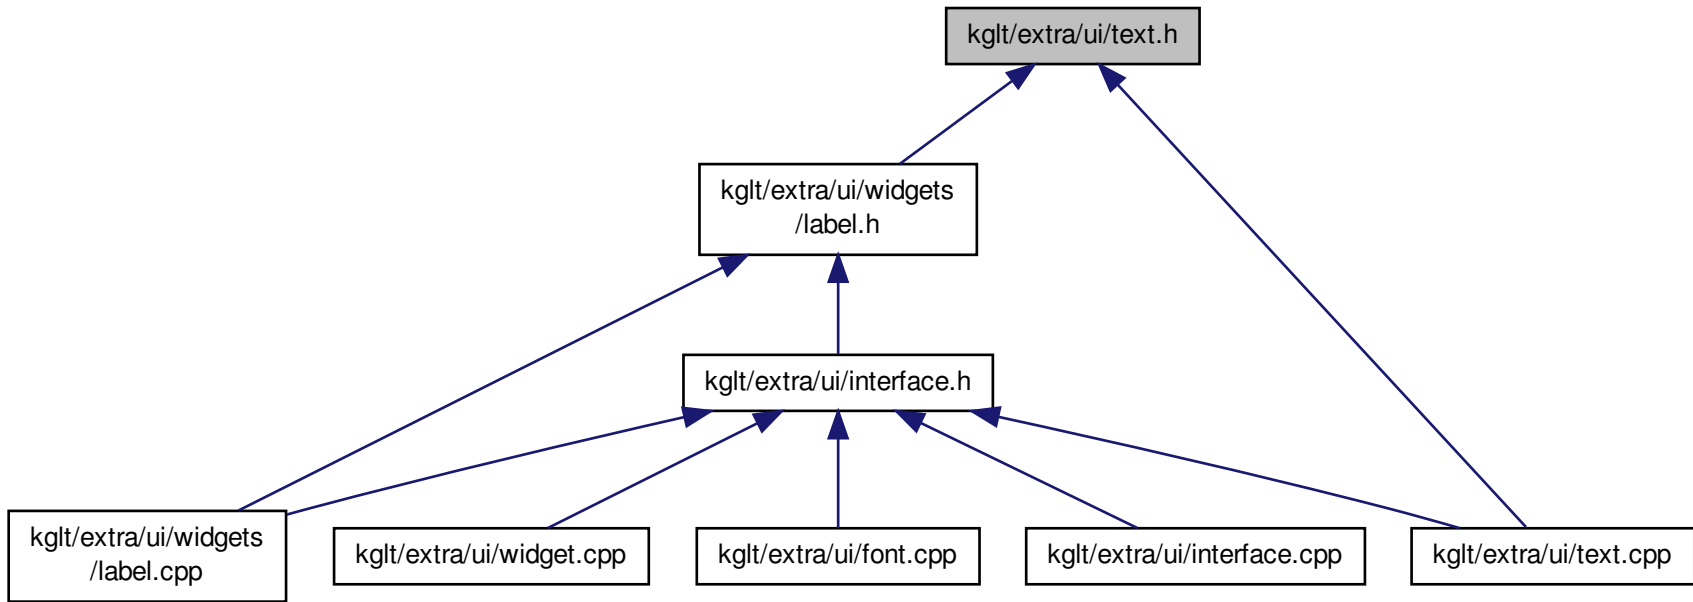 kglt/extra/ui/text.h
kglt/extra/ui/widgets
/label.h
kglt/extra/ui/interface.h
kglt/extra/ui/widgets
/label.cpp
kglt/extra/ui/widget.cpp
kglt/extra/ui/font.cpp
kglt/extra/ui/interface.cpp
kglt/extra/ui/text.cpp